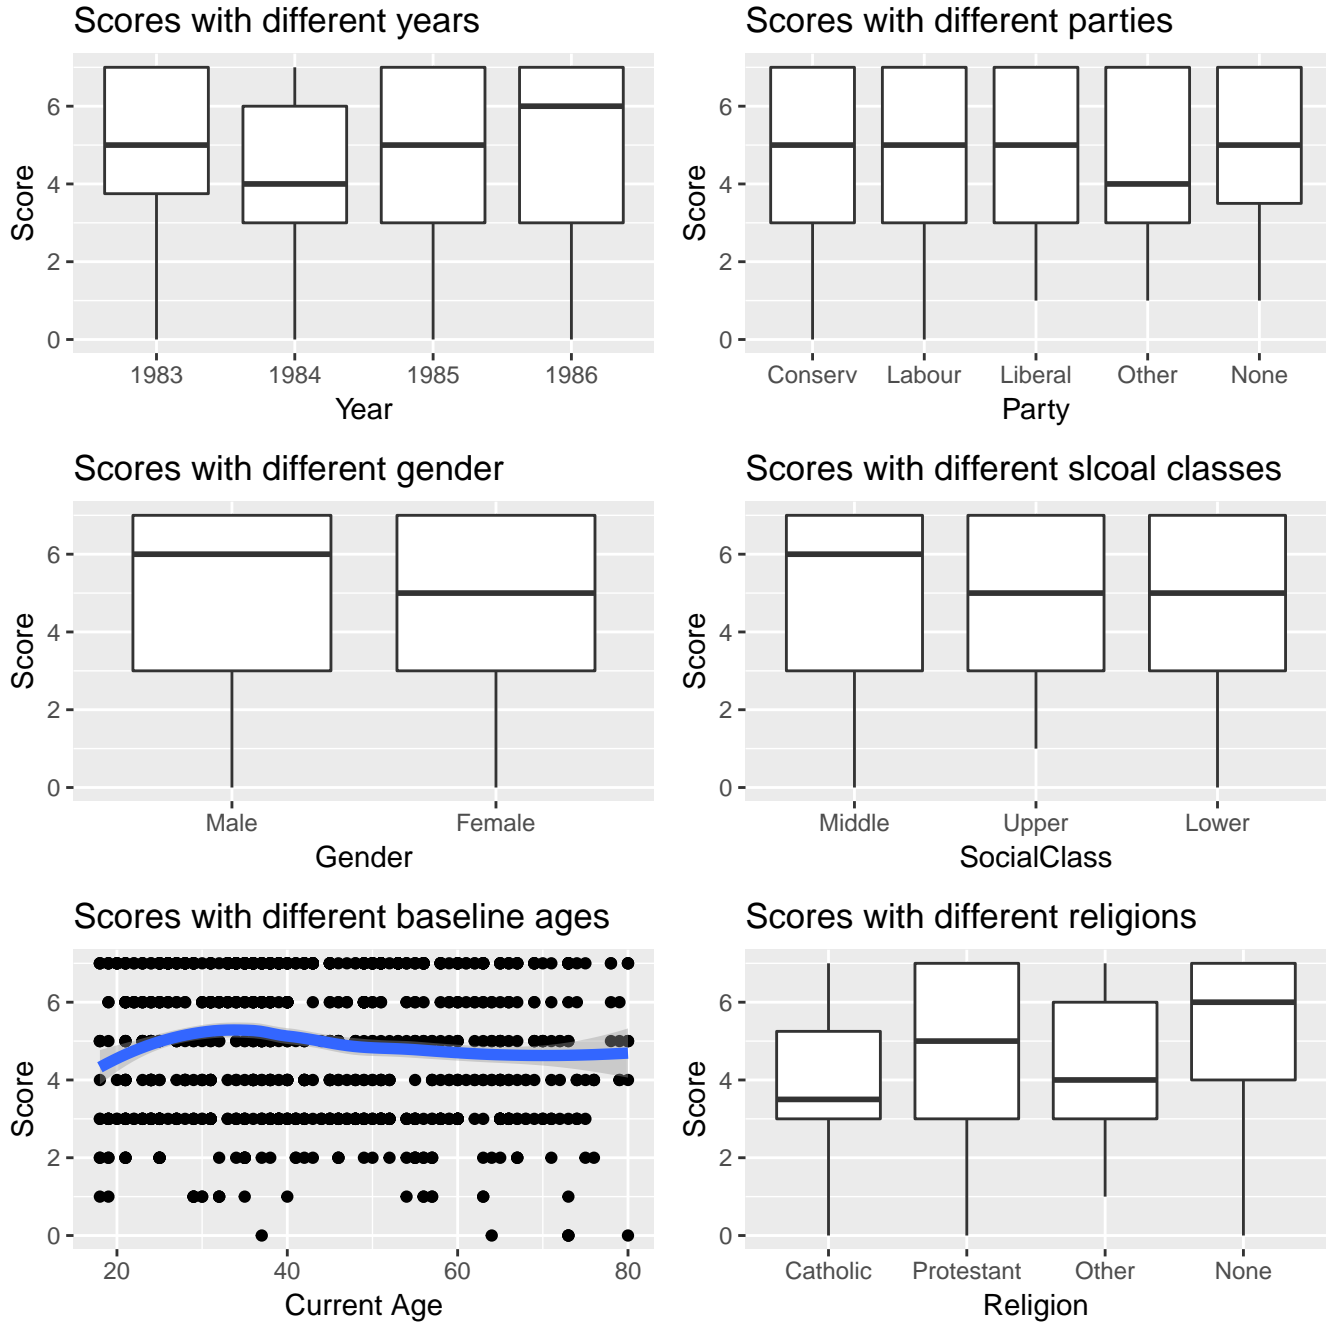 Scores with different years
Score
6
4
2
0
1983 1984 1985 1986
Year
Scores with different parties
Score
6
4
2
0
Conserv Labour Liberal Other None
Party
Scores with different gender
Score
6
4
2
0
Male Female
Gender
Scores with different slcoal classes
Score
6
4
2
0
Middle Upper Lower
SocialClass
Scores with different baseline ages
Score
6
4
2
0
20 40 60 80
Current Age
Scores with different religions
Score
6
4
2
0
Catholic Protestant Other None
Religion